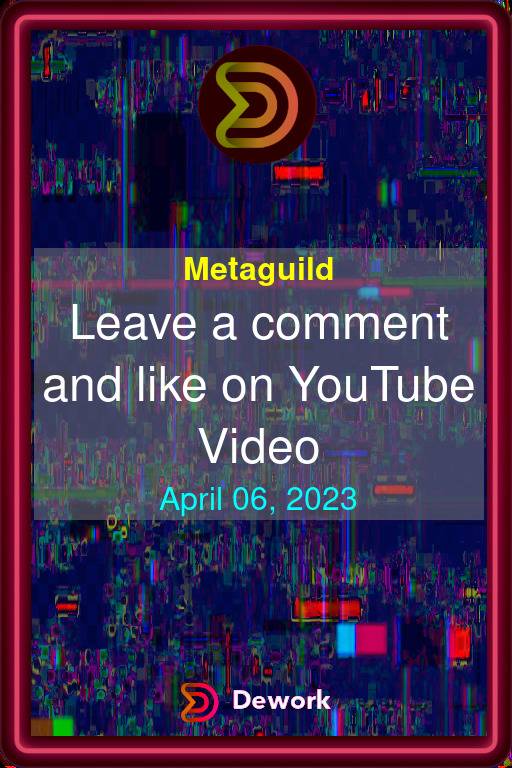 Metaguild
Leave a comment
and like on YouTube
Video
April 06, 2023
Dework